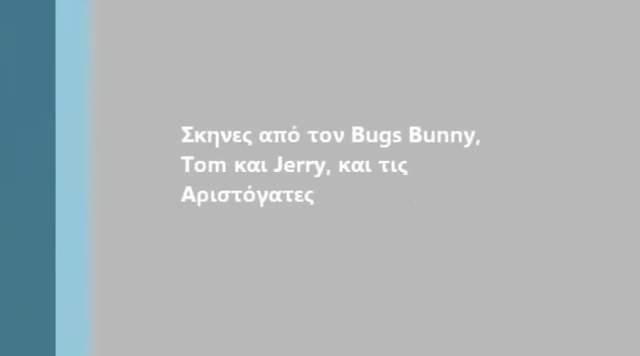 Σκηνες από τον Bugs Bunny,
Tom και Jerry, και τις
Αριστόγατες